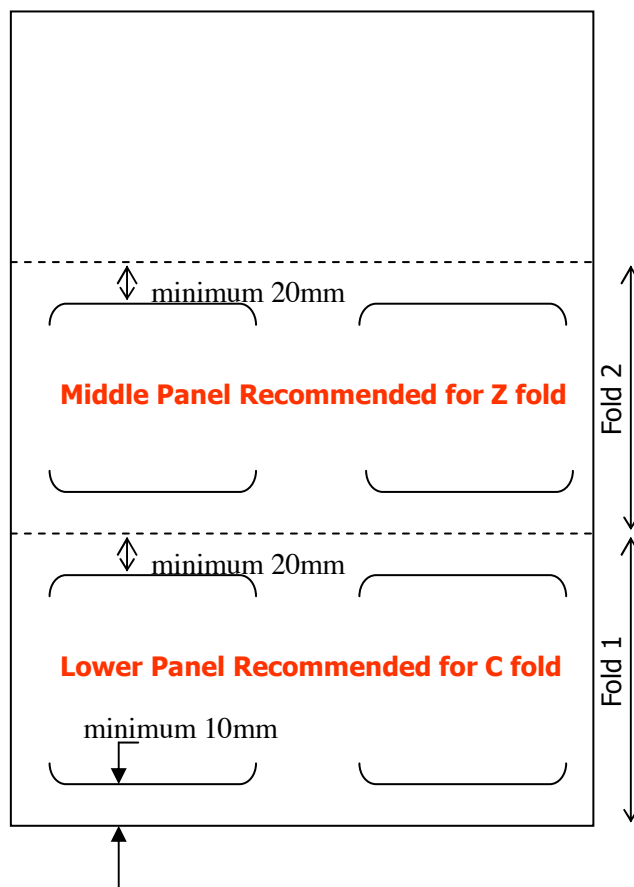 minimum 20mm
Middle Panel Recommended for Z fold
Fold 2
minimum 20mm
Lower Panel Recommended for C fold
Fold 1
minimum 10mm